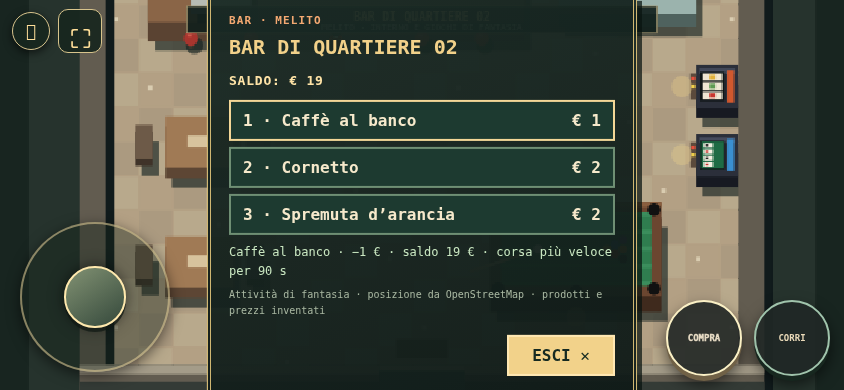 BAR · MELITO
BAR DI QUARTIERE 02
SALDO: € 19
1 · Caffè al banco € 1
2 · Cornetto € 2
3 · Spremuta d’arancia € 2
Caffè al banco · −1 € · saldo 19 € · corsa più veloce
per 90 s
Attività di fantasia · posizione da OpenStreetMap · prodotti e
prezzi inventati
ESCI ×
COMPRA
CORRI